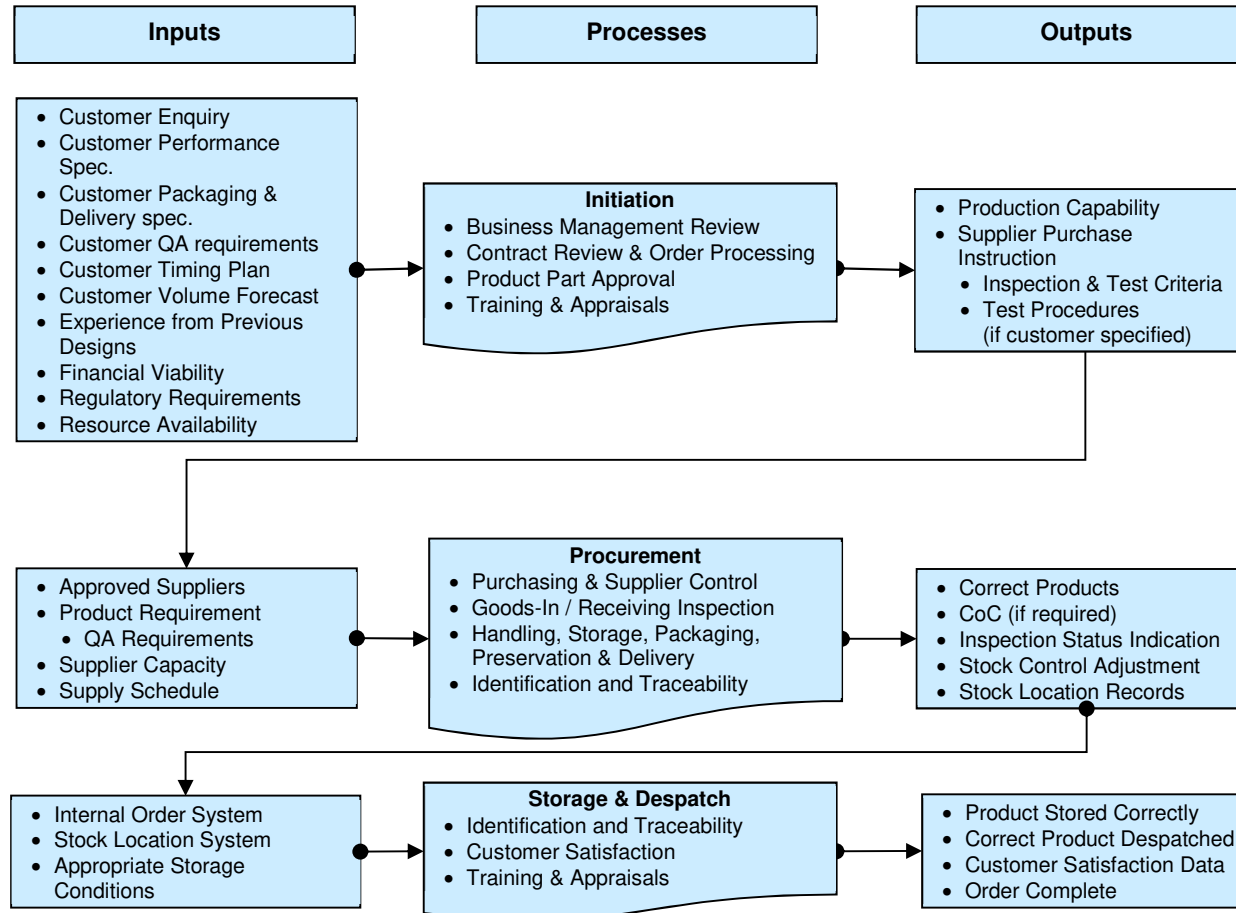 Inputs
Processes
Outputs
• Customer Enquiry
• Customer Performance
Spec.
• Customer Packaging &
Delivery spec.
• Customer QA requirements
• Customer Timing Plan
• Customer Volume Forecast
• Experience from Previous
Designs
• Financial Viability
• Regulatory Requirements
• Resource Availability
Initiation
• Business Management Review
• Contract Review & Order Processing
• Product Part Approval
• Training & Appraisals
• Production Capability
• Supplier Purchase
Instruction
• Inspection & Test Criteria
• Test Procedures
(if customer specified)
• Approved Suppliers
• Product Requirement
• QA Requirements
• Supplier Capacity
• Supply Schedule
Procurement
• Purchasing & Supplier Control
• Goods-In / Receiving Inspection
• Handling, Storage, Packaging,
Preservation & Delivery
• Identification and Traceability
• Correct Products
• CoC (if required)
• Inspection Status Indication
• Stock Control Adjustment
• Stock Location Records
• Internal Order System
• Stock Location System
• Appropriate Storage
Conditions
Storage & Despatch
• Identification and Traceability
• Customer Satisfaction
• Training & Appraisals
• Product Stored Correctly
• Correct Product Despatched
• Customer Satisfaction Data
• Order Complete